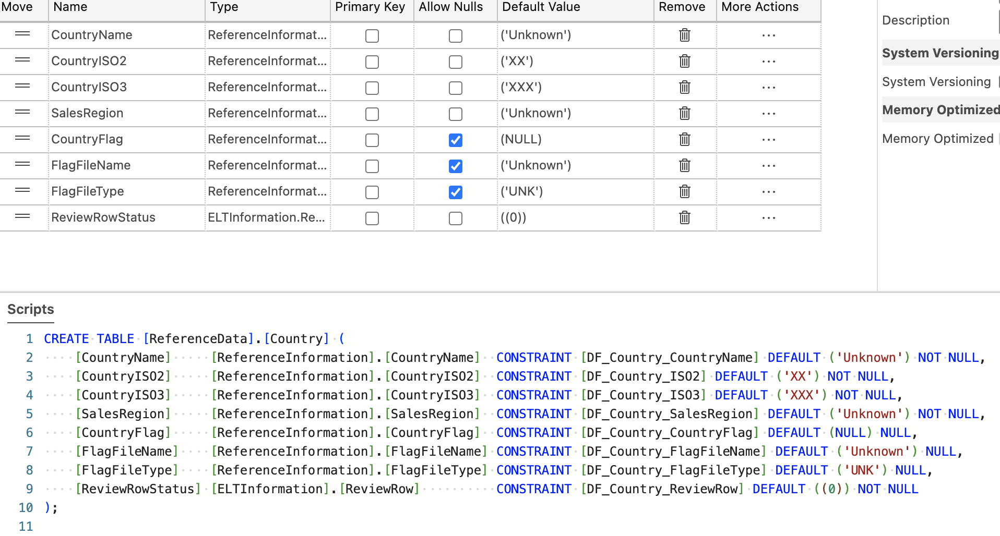 Move Name Type Primary Key Allow Nulls Default Value Remove More Actions
CountryName ReferenceInformat... ('Unknown') ...
CountryISO2 ReferenceInformat... ('XX') ...
CountryISO3 ReferenceInformat... ('XXX') ...
SalesRegion ReferenceInformat... ('Unknown') ...
CountryFlag ReferenceInformat... (NULL) ...
FlagFileName ReferenceInformat... ('Unknown') ...
FlagFileType ReferenceInformat... ('UNK') ...
ReviewRowStatus ELTInformation.Re... ((0)) ...
Description
System Versioning
System Versioning
Memory Optimized
Memory Optimized
Scripts
1 CREATE TABLE [ReferenceData].[Country] (
2 [CountryName] [ReferenceInformation].[CountryName] CONSTRAINT [DF_Country_CountryName] DEFAULT ('Unknown') NOT NULL,
3 [CountryISO2] [ReferenceInformation].[CountryISO2] CONSTRAINT [DF_Country_ISO2] DEFAULT ('XX') NOT NULL,
4 [CountryISO3] [ReferenceInformation].[CountryISO3] CONSTRAINT [DF_Country_ISO3] DEFAULT ('XXX') NOT NULL,
5 [SalesRegion] [ReferenceInformation].[SalesRegion] CONSTRAINT [DF_Country_SalesRegion] DEFAULT ('Unknown') NOT NULL,
6 [CountryFlag] [ReferenceInformation].[CountryFlag] CONSTRAINT [DF_Country_CountryFlag] DEFAULT (NULL) NULL,
7 [FlagFileName] [ReferenceInformation].[FlagFileName] CONSTRAINT [DF_Country_FlagFileName] DEFAULT ('Unknown') NULL,
8 [FlagFileType] [ReferenceInformation].[FlagFileType] CONSTRAINT [DF_Country_FlagFileType] DEFAULT ('UNK') NULL,
9 [ReviewRowStatus] [ELTInformation].[ReviewRow] CONSTRAINT [DF_Country_ReviewRow] DEFAULT ((0)) NOT NULL
10 );
11